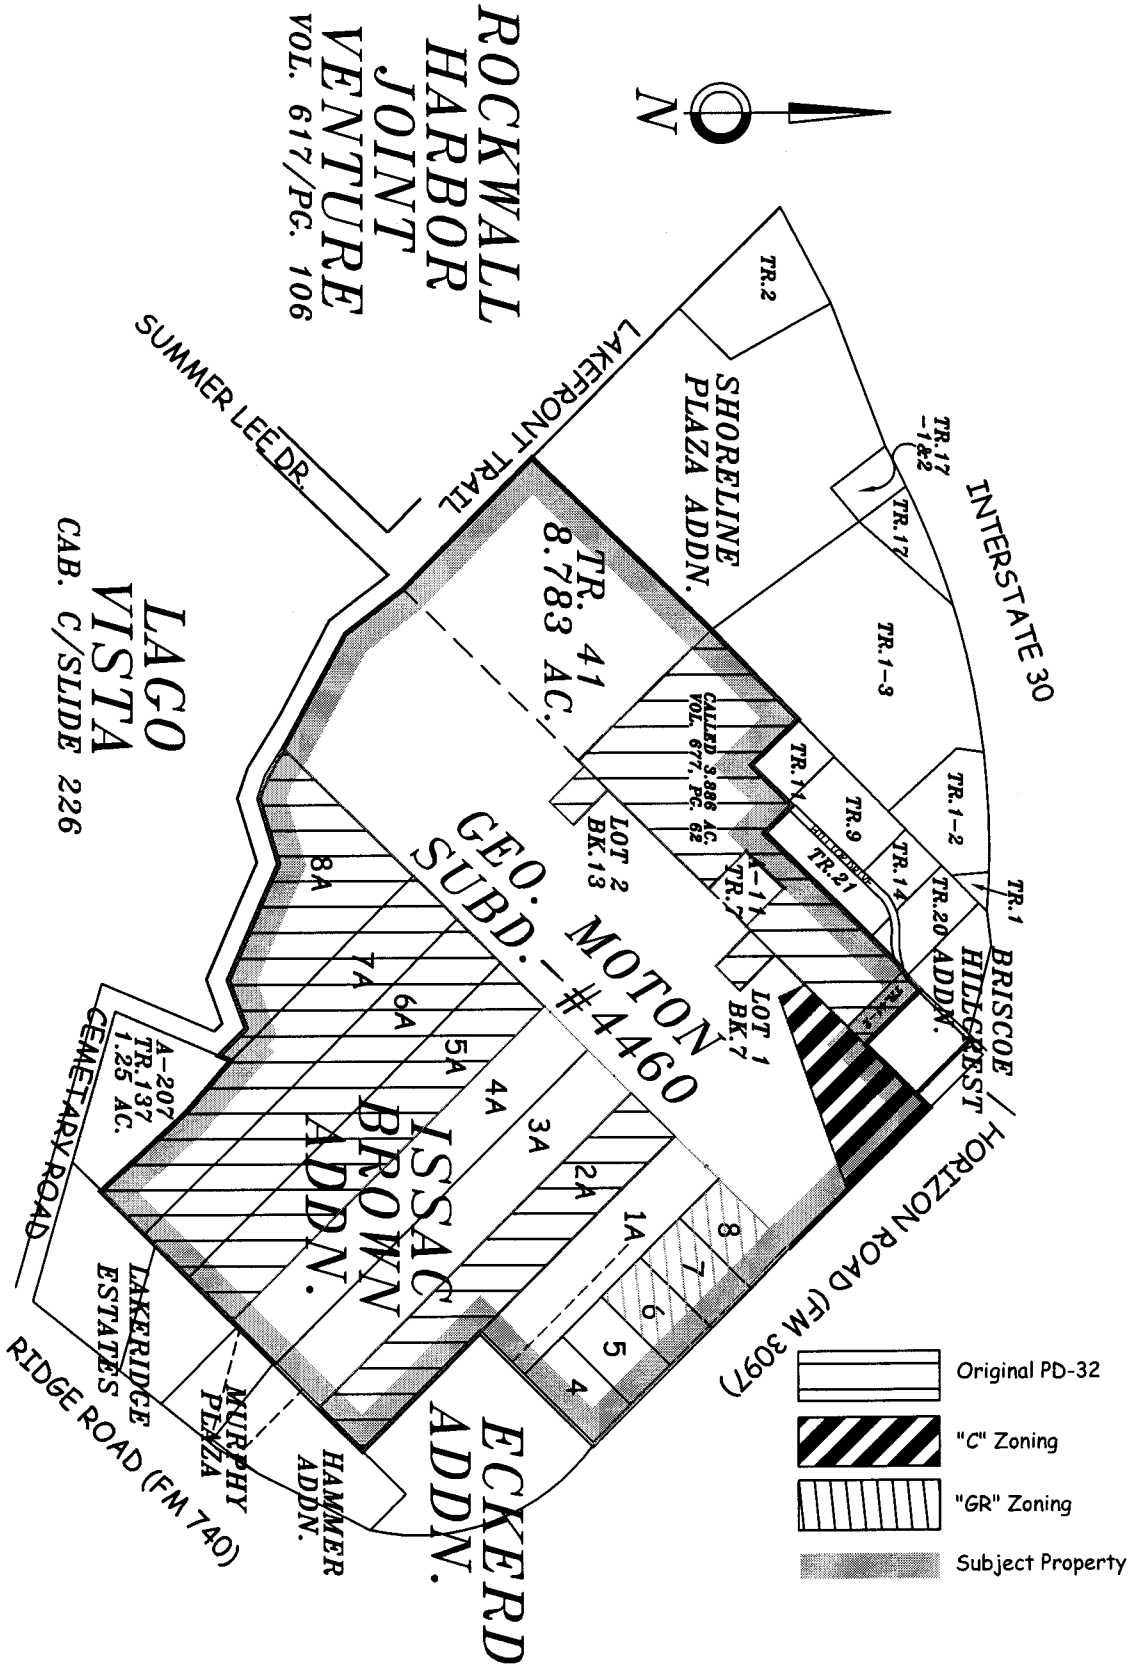 N
ROCKWALL
HARBOR
JOINT
VENTURE
VOL. 617/PG. 106
TR.2
LAKEFRONT TRAIL
SHORELINE
PLAZA ADDN.
TR.17
-1&2
TR.17
INTERSTATE 30
SUMMER LEE DR.
TR. 41
8.783 AC.
TR.1-3
LAGO
VISTA
CAB. C/SLIDE 226
CALLED 3.886 AC.
VOL. 677, PG. 62
TR.11
TR.9
TR.1-2
TR.14
TR.21
TR.20
TR.1
BRISCOE
HILLCREST
ADDN.
LOT 2
BK.13
A-11
TR.7
LOT 1
BK.7
GEO. MOTON
SUBD.-#4460
8A
7A
6A
5A
4A
3A
2A
1A
8
7
6
5
4
HORIZON ROAD (FM 3097)
ISSAC
BROWN
ADDN.
A-207
TR.137
1.25 AC.
CEMETARY ROAD
LAKERIDGE
ESTATES
RIDGE ROAD (FM 740)
MURPHY
PLAZA
HAMMER
ADDN.
ECKERD
ADDN.
Original PD-32
"C" Zoning
"GR" Zoning
Subject Property